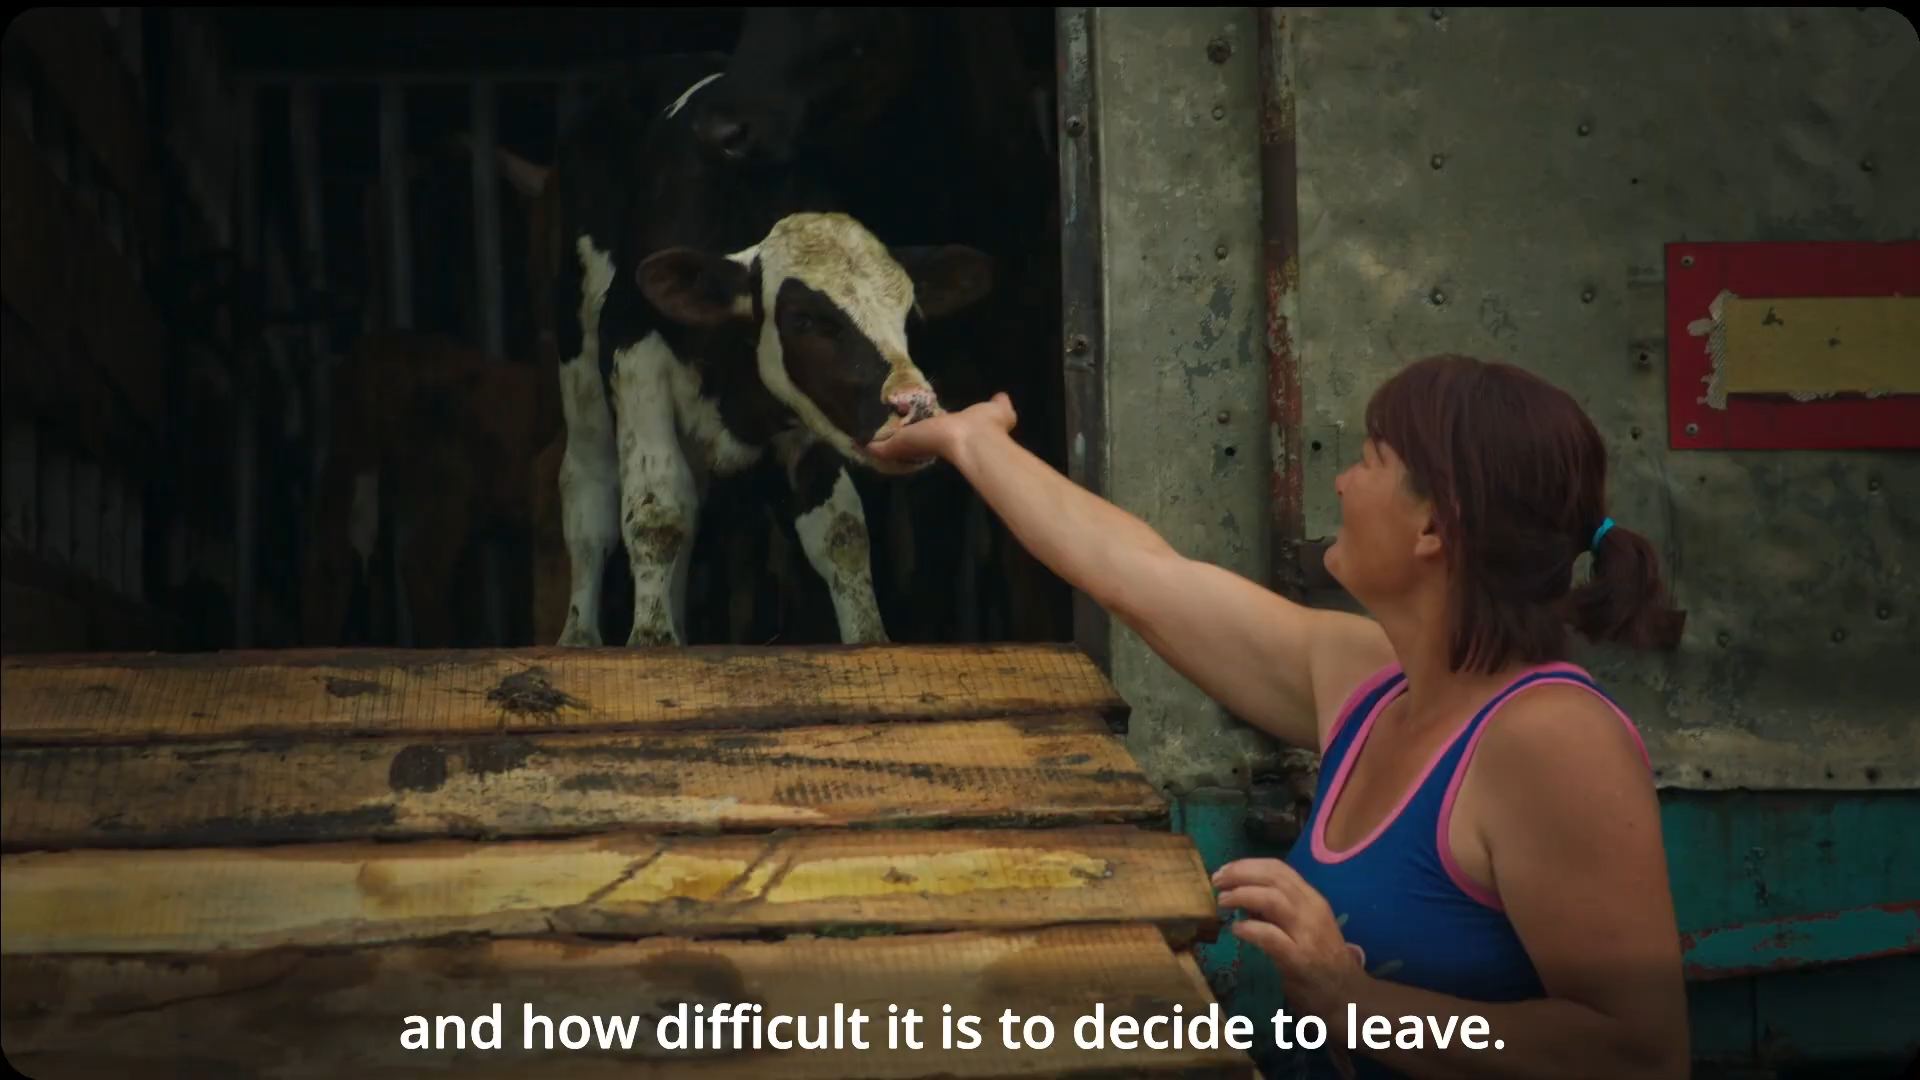 and how difficult it is to decide to leave.